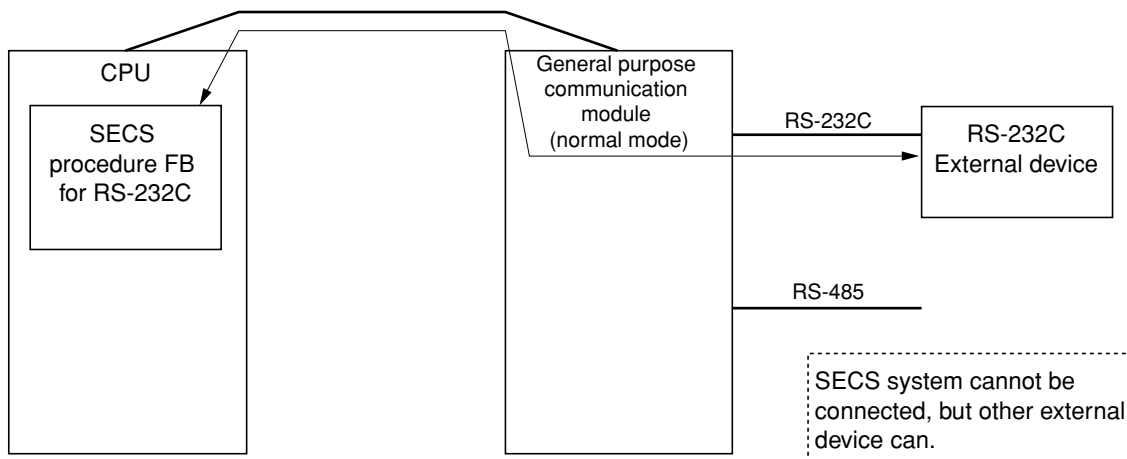 CPU
SECS
procedure FB
for RS-232C
General purpose
communication
module
(normal mode)
RS-232C
RS-232C
External device
RS-485
SECS system cannot be
connected, but other external
device can.